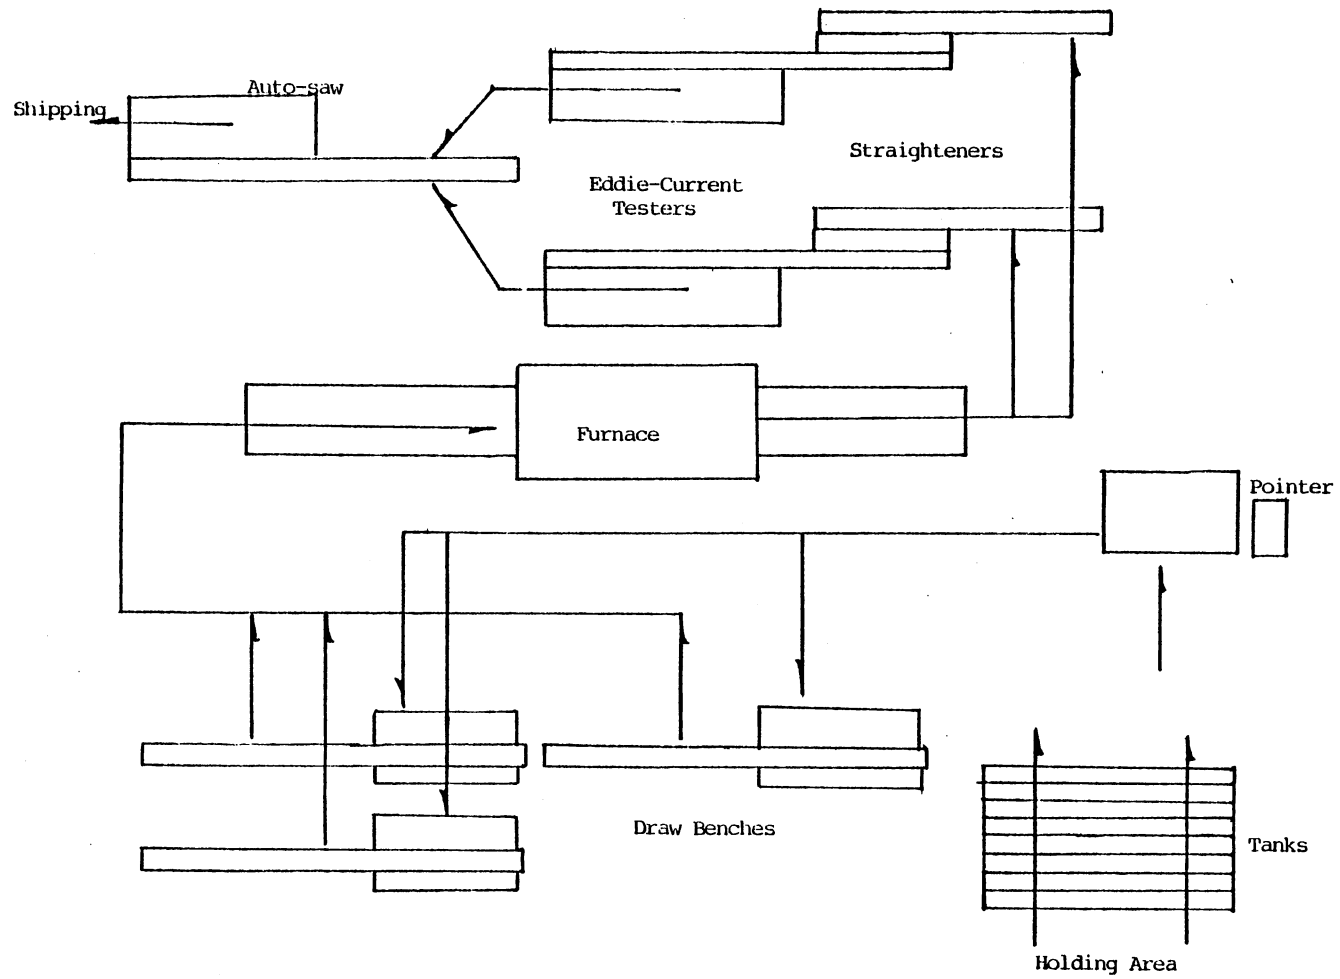 Auto-saw
Shipping
Straighteners
Eddie-Current
Testers
Furnace
Pointer
Draw Benches
Tanks
Holding Area